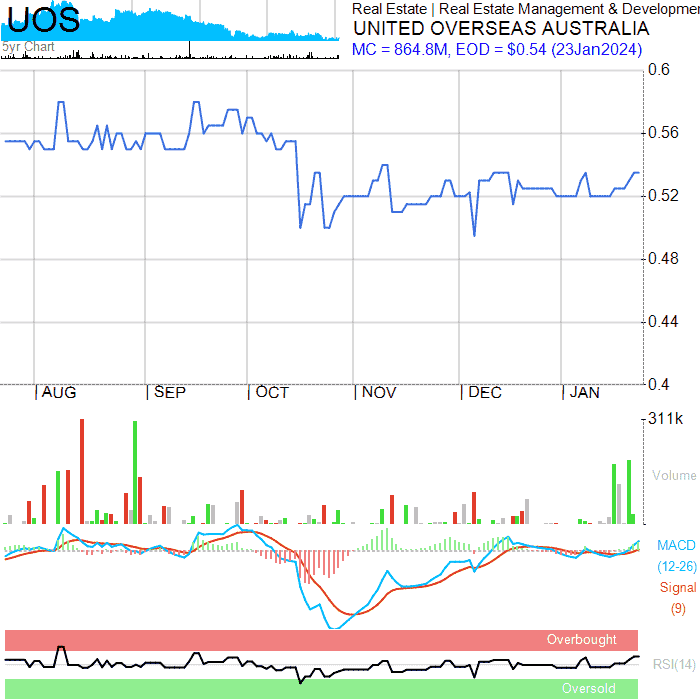 UOS
5yr Chart
Real Estate | Real Estate Management & Developmen
UNITED OVERSEAS AUSTRALIA
MC = 864.8M, EOD = $0.54 (23Jan2024)
0.6
0.56
0.52
0.48
0.44
0.4
AUG SEP OCT NOV DEC JAN
311k
Volume
MACD
(12-26)
Signal
(9)
Overbought
RSI(14)
Oversold